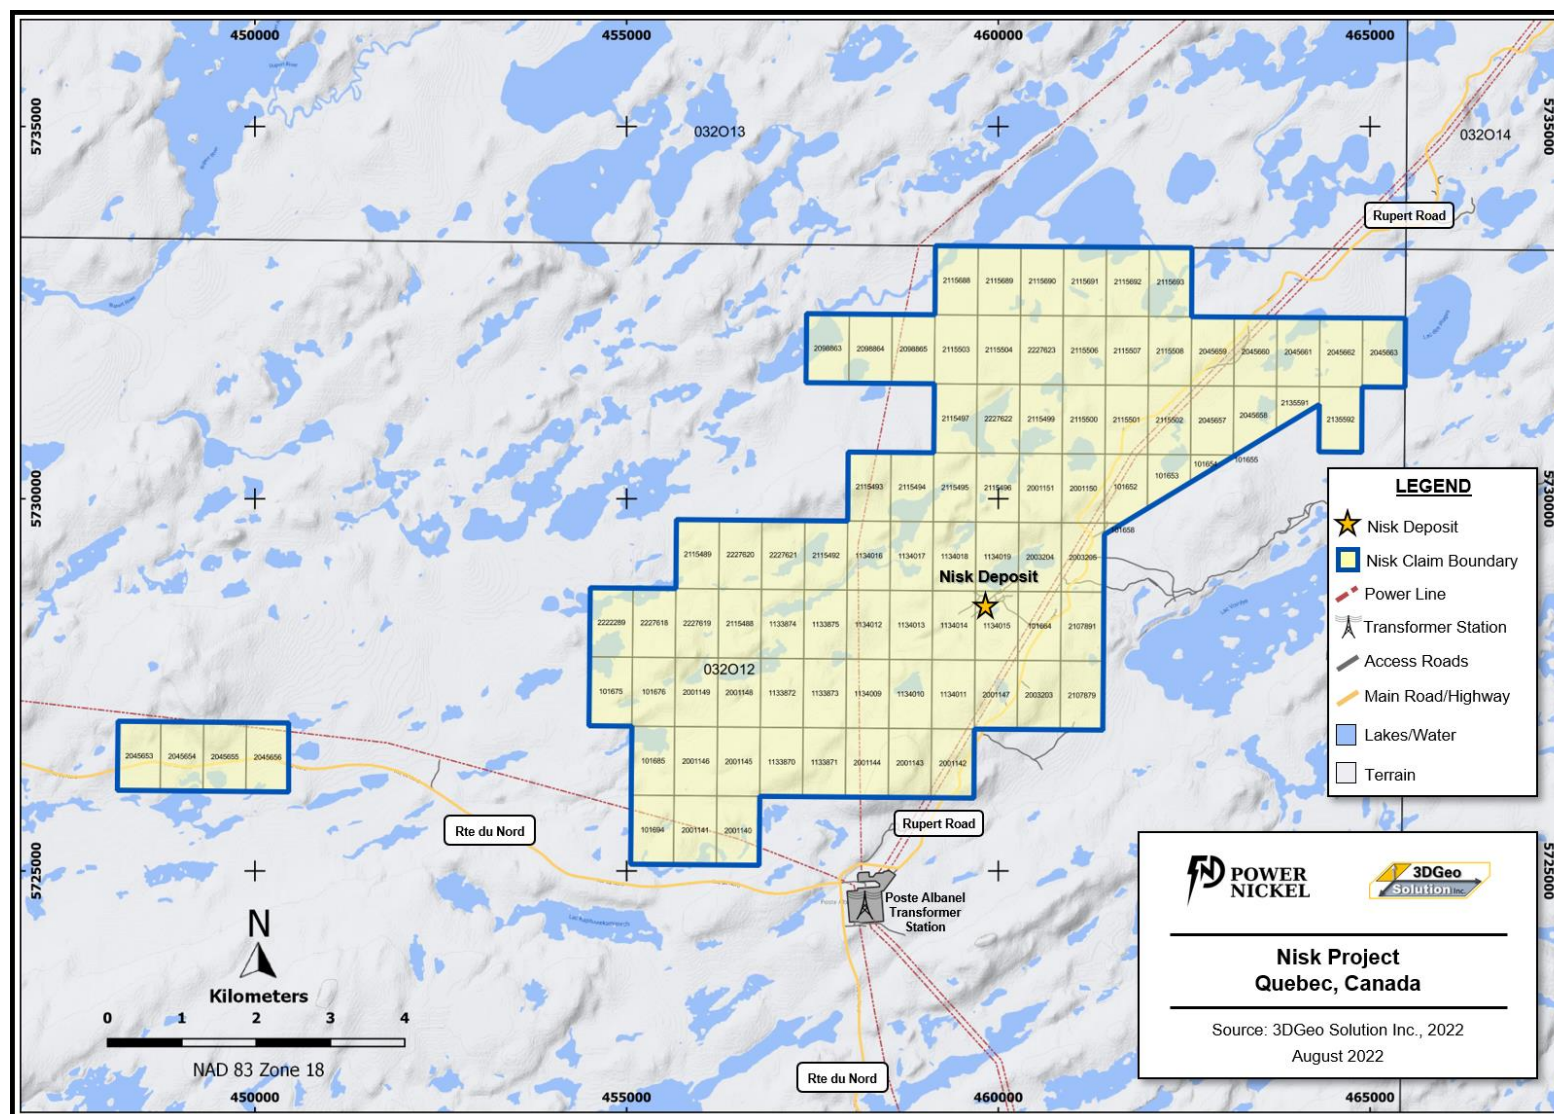 450000
455000
460000
465000
5735000
5735000
032O13
032O14
Rupert Road
2115688 2115689 2115690 2115691 2115692 2115693
2098863 2098864 2098865 2115503 2115504 2227623 2115506 2115507 2115508 2045659 2045660 2045661 2045662 2045663
2115497 2227622 2115499 2115500 2115501 2115502 2045657 2045658 2135591 2135592
2115493 2115494 2115495 2115496 2001151 2001150 101652 101653 101654 101655
5730000
5730000
101656
2115489 2227620 2227621 2115492 1134016 1134017 1134018 1134019 2003204 2003205
Nisk Deposit
2222289 2227618 2227619 2115488 1133874 1133875 1134012 1134013 1134014 1134015 101664 2107891
032O12
101675 101676 2001149 2001148 1133872 1133873 1134009 1134010 1134011 2001147 2003203 2107879
2045653 2045654 2045655 2045656
101685 2001146 2001145 1133870 1133871 2001144 2001143 2001142
101694 2001141 2001140
LEGEND
Nisk Deposit
Nisk Claim Boundary
Power Line
Transformer Station
Access Roads
Main Road/Highway
Lakes/Water
Terrain
Rte du Nord
Rupert Road
5725000
5725000
Poste Albanel
Transformer
Station
N
Kilometers
0 1 2 3 4
NAD 83 Zone 18
Rte du Nord
POWER
NICKEL
3DGeo
Solution Inc.
Nisk Project
Quebec, Canada
Source: 3DGeo Solution Inc., 2022
August 2022
450000
455000
460000
465000